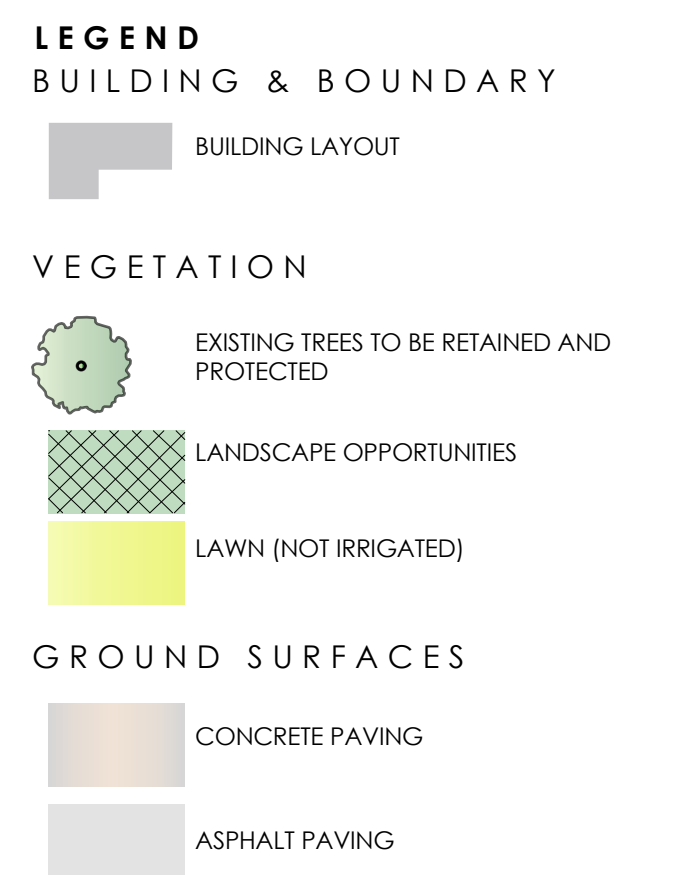 LEGEND
BUILDING & BOUNDARY
BUILDING LAYOUT
VEGETATION
EXISTING TREES TO BE RETAINED AND
PROTECTED
LANDSCAPE OPPORTUNITIES
LAWN (NOT IRRIGATED)
GROUND SURFACES
CONCRETE PAVING
ASPHALT PAVING